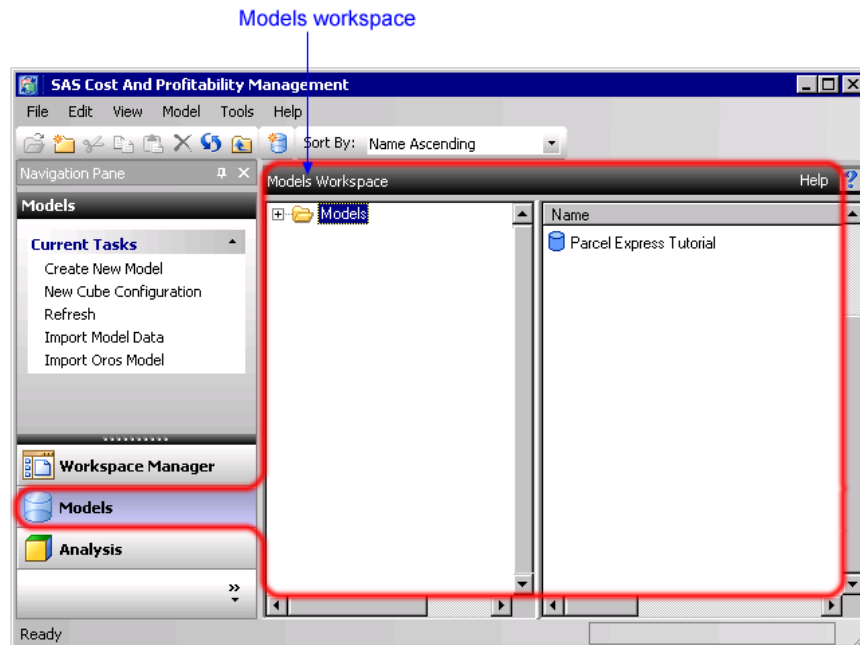 Models workspace
SAS Cost And Profitability Management
File Edit View Model Tools Help
Sort By: Name Ascending
Navigation Pane
Models Workspace Help ?
Models
Models
Name
Parcel Express Tutorial
Current Tasks
Create New Model
New Cube Configuration
Refresh
Import Model Data
Import Oros Model
Workspace Manager
Models
Analysis
Ready